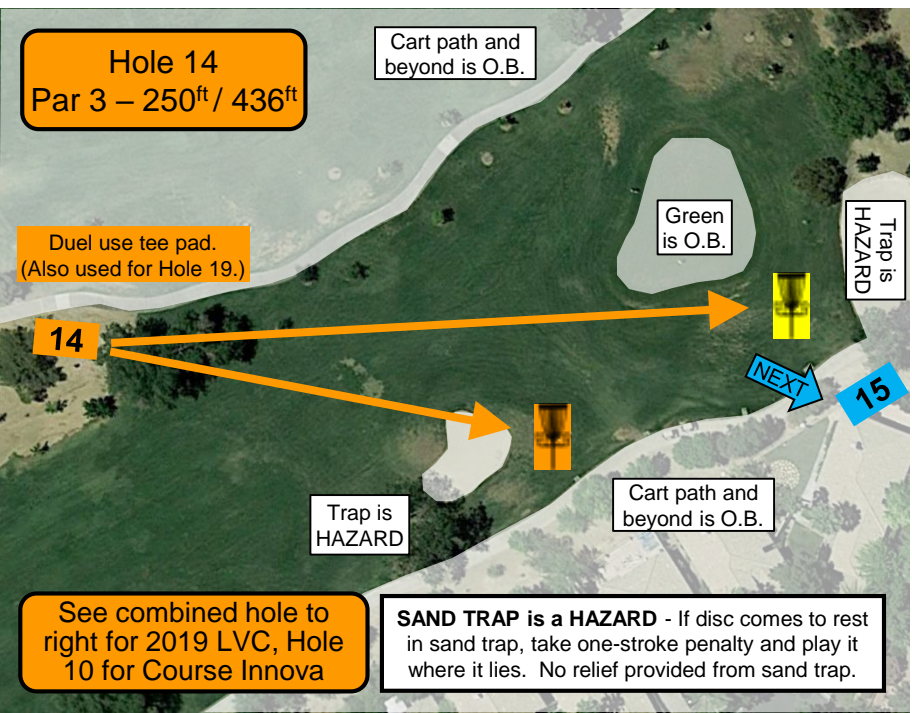 Hole 14
Par 3 – 250ft / 436ft
Cart path and
beyond is O.B.
Duel use tee pad.
(Also used for Hole 19.)
Green
is O.B.
Trap is
HAZARD
14
NEXT
15
Trap is
HAZARD
Cart path and
beyond is O.B.
See combined hole to
right for 2019 LVC, Hole
10 for Course Innova
SAND TRAP is a HAZARD - If disc comes to rest
in sand trap, take one-stroke penalty and play it
where it lies.  No relief provided from sand trap.